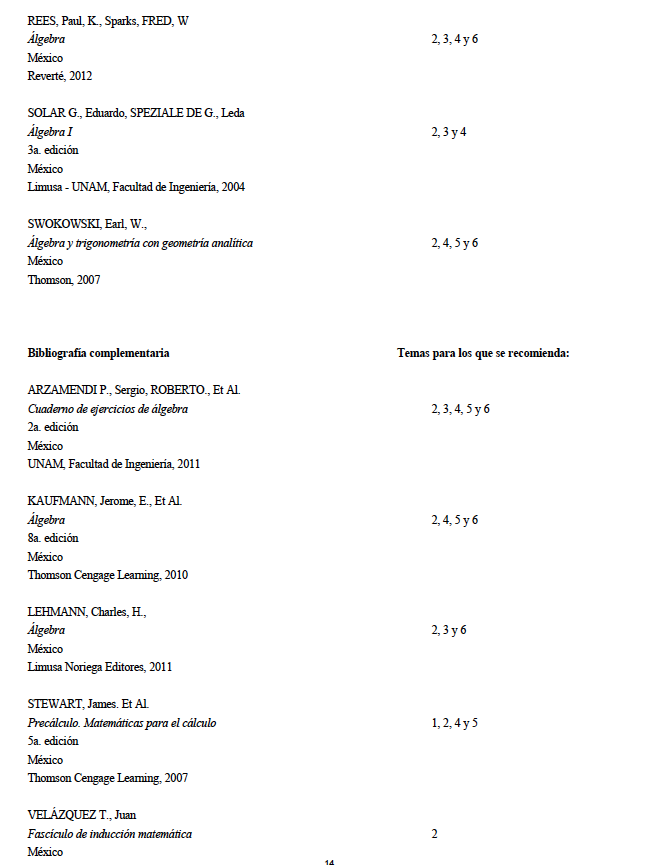 REES, Paul, K., Sparks, FRED, W
Álgebra 2, 3, 4 y 6
México
Reverté, 2012
SOLAR G., Eduardo, SPEZIALE DE G., Leda
Álgebra I 2, 3 y 4
3a. edición
México
Limusa - UNAM, Facultad de Ingeniería, 2004
SWOKOWSKI, Earl, W.,
Álgebra y trigonometría con geometría analítica 2, 4, 5 y 6
México
Thomson, 2007
Bibliografía complementaria Temas para los que se recomienda:
ARZAMENDI P., Sergio, ROBERTO., Et Al.
Cuaderno de ejercicios de álgebra 2, 3, 4, 5 y 6
2a. edición
México
UNAM, Facultad de Ingeniería, 2011
KAUFMANN, Jerome, E., Et Al.
Álgebra 2, 4, 5 y 6
8a. edición
México
Thomson Cengage Learning, 2010
LEHMANN, Charles, H.,
Álgebra 2, 3 y 6
México
Limusa Noriega Editores, 2011
STEWART, James. Et Al.
Precálculo. Matemáticas para el cálculo 1, 2, 4 y 5
5a. edición
México
Thomson Cengage Learning, 2007
VELÁZQUEZ T., Juan
Fascículo de inducción matemática 2
México
14